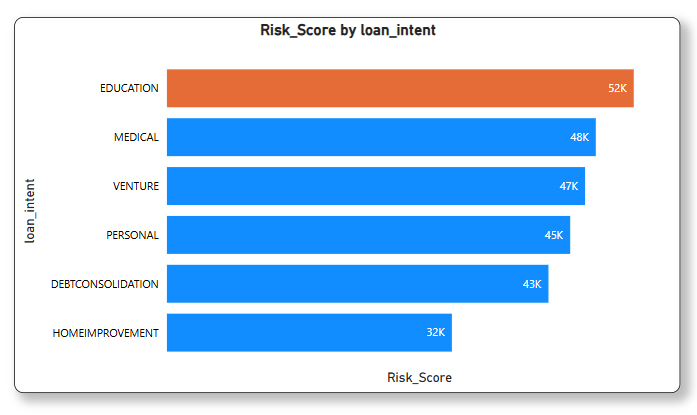 Risk_Score by loan_intent
EDUCATION 52K
MEDICAL 48K
VENTURE 47K
PERSONAL 45K
DEBTCONSOLIDATION 43K
HOMEIMPROVEMENT 32K
loan_intent
Risk_Score